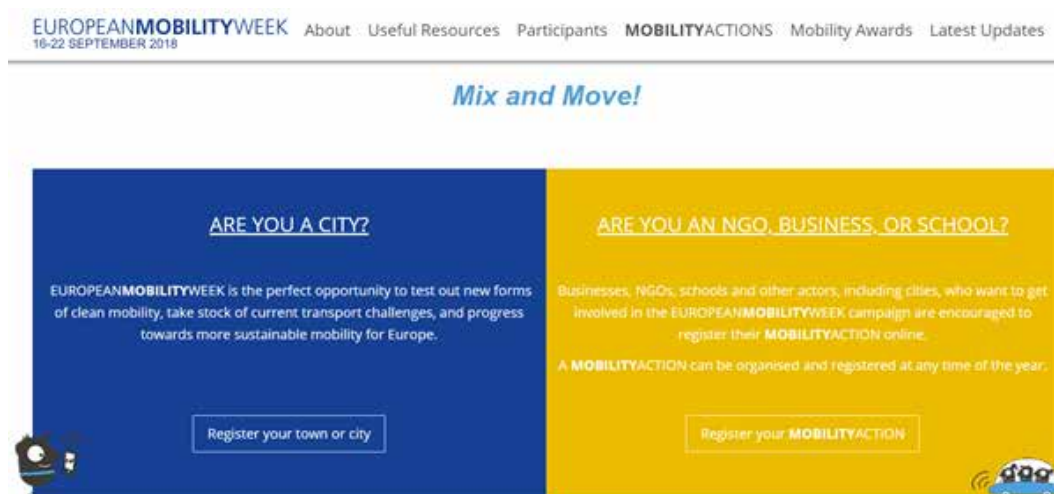 EUROPEANMOBILITYWEEK
16-22 SEPTEMBER 2018
About Useful Resources Participants MOBILITYACTIONS Mobility Awards Latest Updates
Mix and Move!
ARE YOU A CITY?
EUROPEANMOBILITYWEEK is the perfect opportunity to test out new forms
of clean mobility, take stock of current transport challenges, and progress
towards more sustainable mobility for Europe.
Register your town or city
ARE YOU AN NGO, BUSINESS, OR SCHOOL?
Businesses, NGOs, schools and other actors, including cities, who want to get
involved in the EUROPEANMOBILITYWEEK campaign are encouraged to
register their MOBILITYACTION online.
A MOBILITYACTION can be organised and registered at any time of the year.
Register your MOBILITYACTION